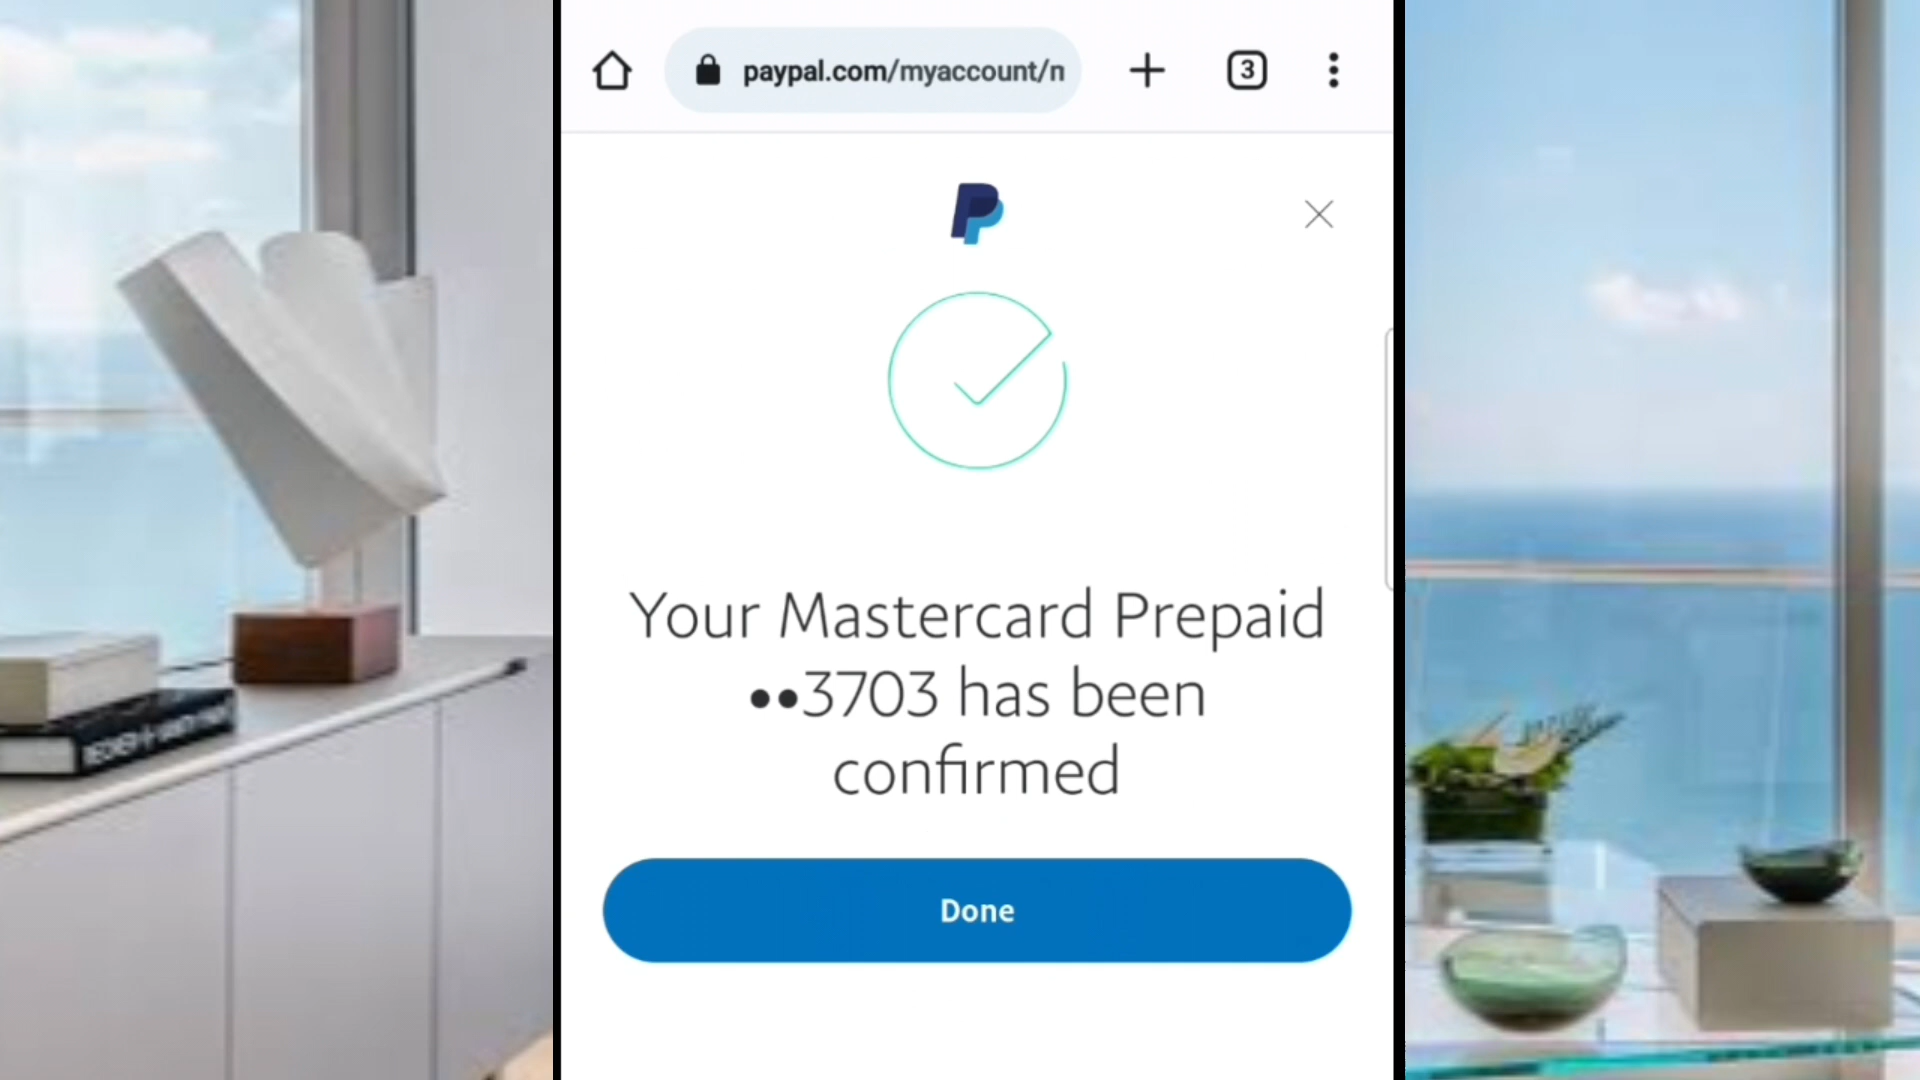 paypal.com/myaccount/n
3
Your Mastercard Prepaid
••3703 has been
confirmed
Done